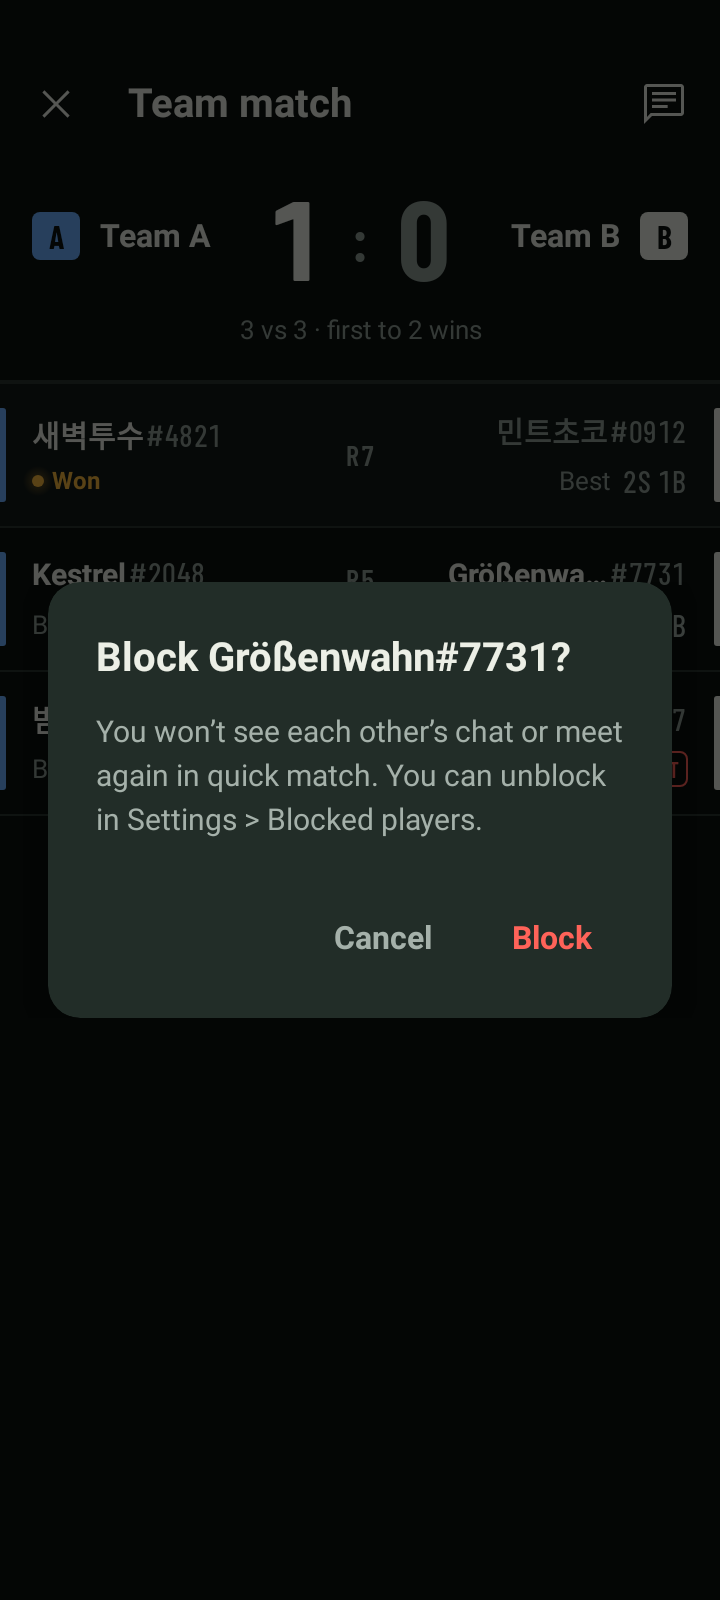 Team match
A Team A 1 : 0 Team B B
3 vs 3 · first to 2 wins
새벽투수#4821 R7 민트초코#0912
Won Best 2S 1B
Kestrel#2048 R5 Größenwa...#7731
B B
Block Größenwahn#7731?
You won’t see each other’s chat or meet
again in quick match. You can unblock
in Settings > Blocked players.
7
B T
Cancel Block